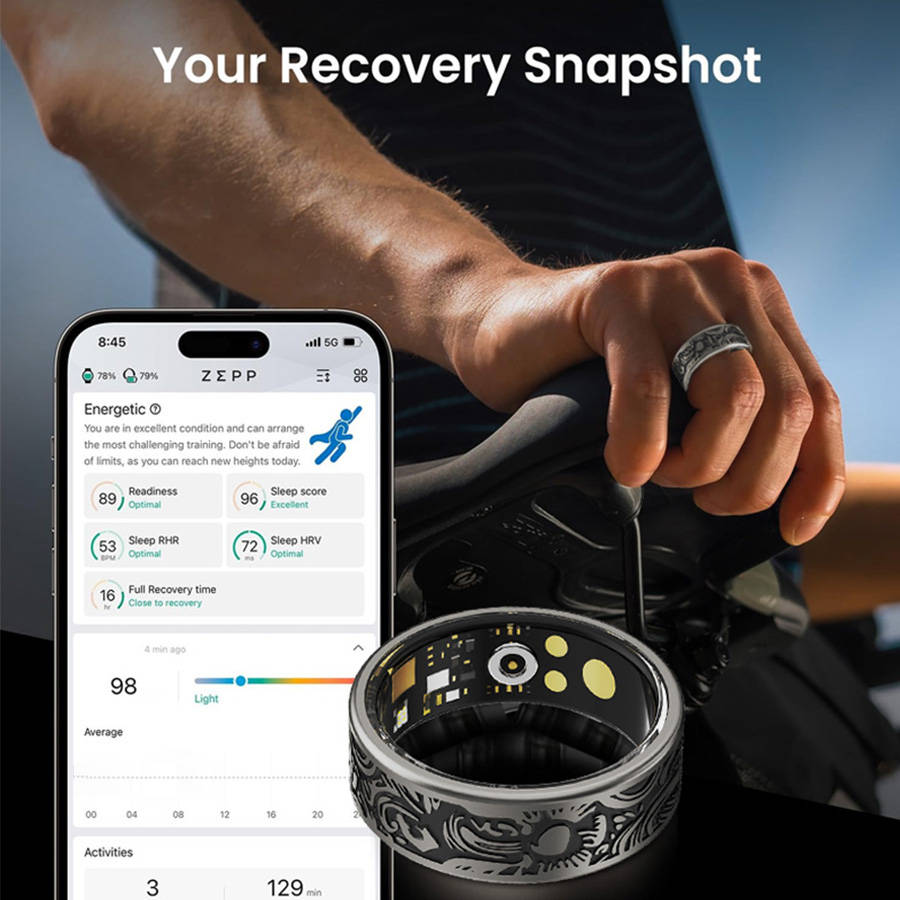 Your Recovery Snapshot
8:45
5G
78%
79%
ZΣPP
Energetic ?
You are in excellent condition and can arrange
the most challenging training. Don't be afraid
of limits, as you can reach new heights today.
89
Readiness
Optimal
96
Sleep score
Excellent
53
BPM
Sleep RHR
Optimal
72
ms
Sleep HRV
Optimal
16
hr
Full Recovery time
Close to recovery
4 min ago
98
Light
Average
00 04 08 12 16 20
Activities
3
129 min